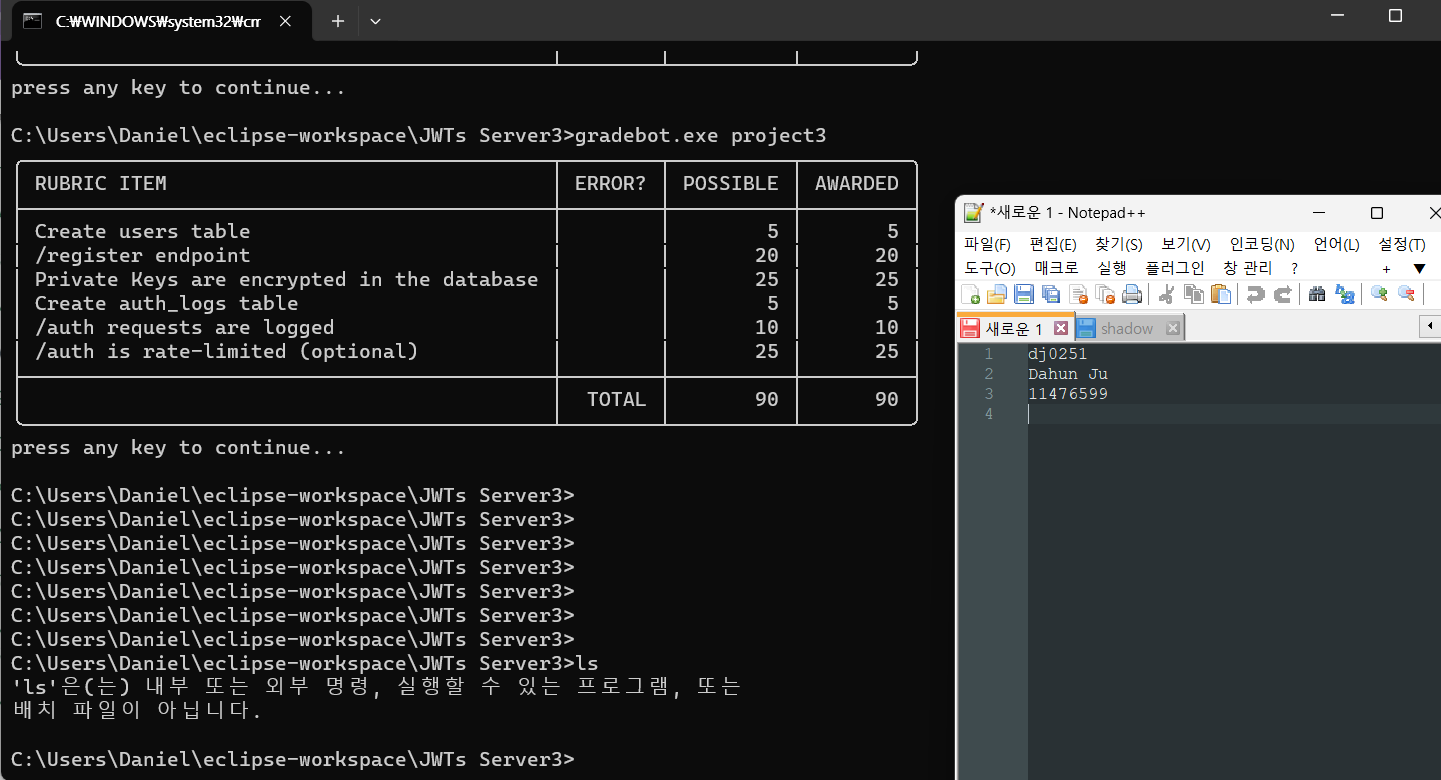 C:₩WINDOWS₩system32₩cm
press any key to continue...
C:\Users\Daniel\eclipse-workspace\JWTs Server3>gradebot.exe project3
RUBRIC ITEM ERROR? POSSIBLE AWARDED
Create users table 5 5
/register endpoint 20 20
Private Keys are encrypted in the database 25 25
Create auth_logs table 5 5
/auth requests are logged 10 10
/auth is rate-limited (optional) 25 25
TOTAL 90 90
press any key to continue...
C:\Users\Daniel\eclipse-workspace\JWTs Server3>
C:\Users\Daniel\eclipse-workspace\JWTs Server3>
C:\Users\Daniel\eclipse-workspace\JWTs Server3>
C:\Users\Daniel\eclipse-workspace\JWTs Server3>
C:\Users\Daniel\eclipse-workspace\JWTs Server3>
C:\Users\Daniel\eclipse-workspace\JWTs Server3>
C:\Users\Daniel\eclipse-workspace\JWTs Server3>
C:\Users\Daniel\eclipse-workspace\JWTs Server3>ls
'ls'은(는) 내부 또는 외부 명령, 실행할 수 있는 프로그램, 또는
배치 파일이 아닙니다.
C:\Users\Daniel\eclipse-workspace\JWTs Server3>
*새로운 1 - Notepad++
파일(F) 편집(E) 찾기(S) 보기(V) 인코딩(N) 언어(L) 설정(T)
도구(O) 매크로 실행 플러그인 창 관리 ? + ▼
새로운 1 shadow
1 dj0251
2 Dahun Ju
3 11476599
4